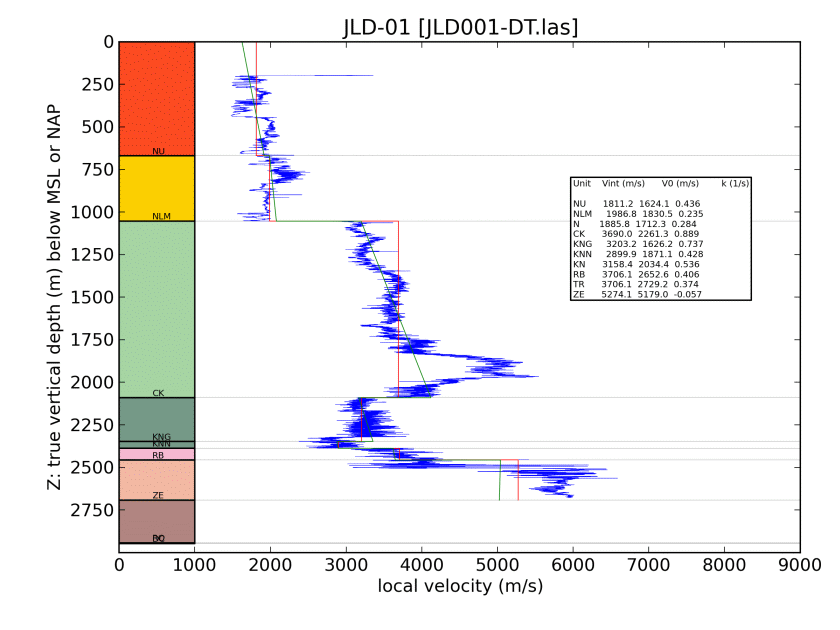 JLD-01 [JLD001-DT.las]
Z: true vertical depth (m) below MSL or NAP
0
250
500
750
1000
1250
1500
1750
2000
2250
2500
2750
NU
NLM
CK
KNG
KNN
RB
ZE
Unit Vint (m/s) V0 (m/s) k (1/s)
NU 1811.2 1624.1 0.436
NLM 1986.8 1830.5 0.235
N 1885.8 1712.3 0.284
CK 3690.0 2261.3 0.889
KNG 3203.2 1626.2 0.737
KNN 2899.9 1871.1 0.428
KN 3158.4 2034.4 0.536
RB 3706.1 2652.6 0.406
TR 3706.1 2729.2 0.374
ZE 5274.1 5179.0 -0.057
0 1000 2000 3000 4000 5000 6000 7000 8000 9000
local velocity (m/s)